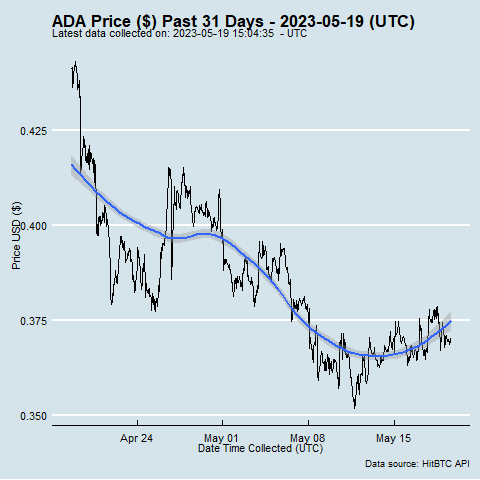 ADA Price ($) Past 31 Days - 2023-05-19 (UTC)
Latest data collected on: 2023-05-19 15:04:35  - UTC
Price USD ($)
0.425
0.400
0.375
0.350
Apr 24
May 01
May 08
May 15
Date Time Collected (UTC)
Data source: HitBTC API